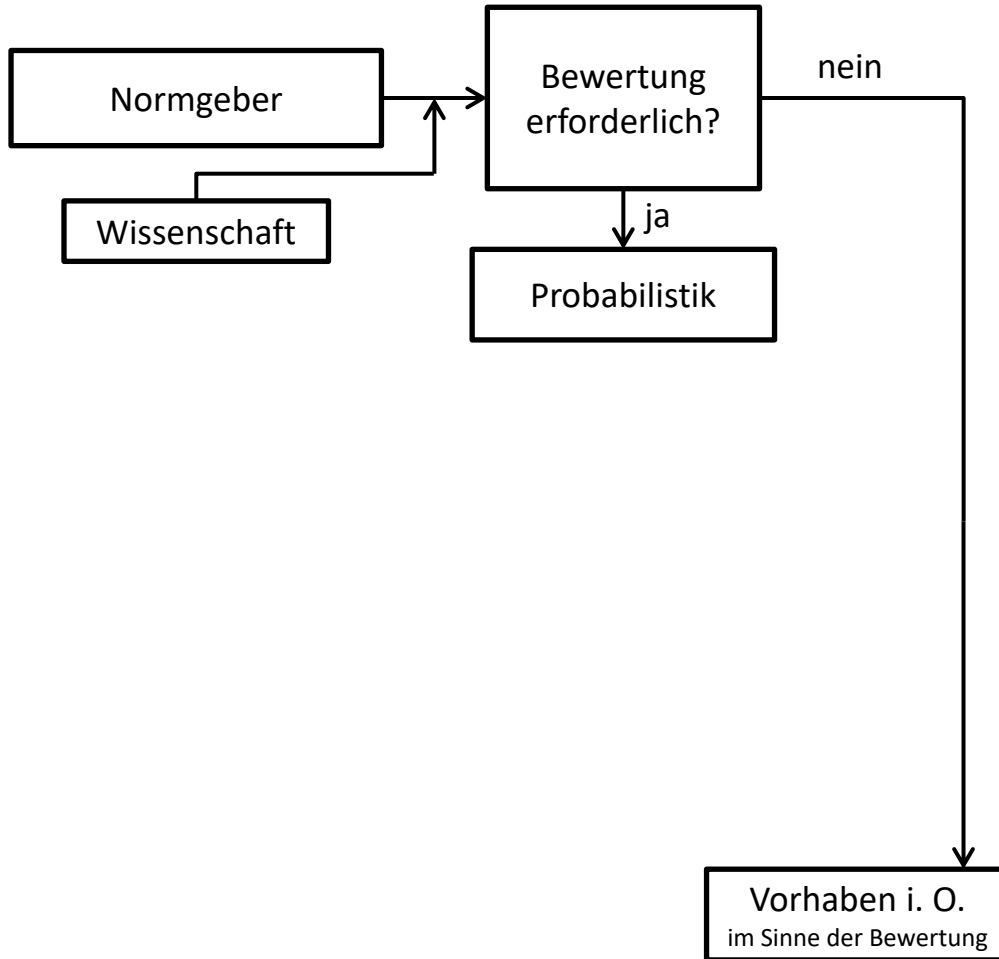 Normgeber
Bewertung
erforderlich?
nein
Wissenschaft
ja
Probabilistik
Vorhaben i. O.
im Sinne der Bewertung